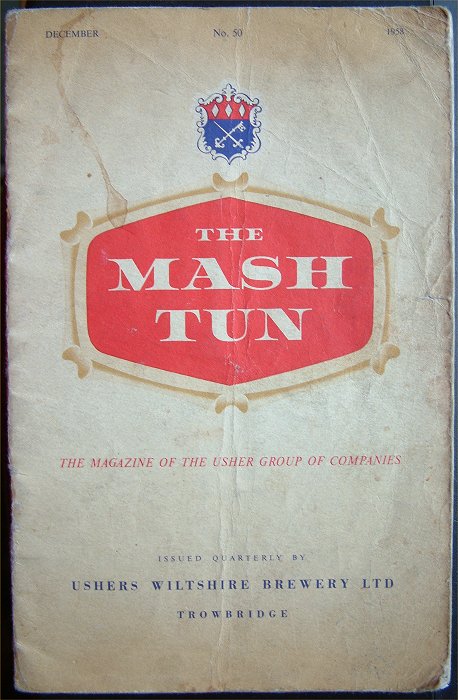 DECEMBER No. 50 1958
THE
MASH
TUN
THE MAGAZINE OF THE USHER GROUP OF COMPANIES
ISSUED QUARTERLY BY
USHERS WILTSHIRE BREWERY LTD
TROWBRIDGE